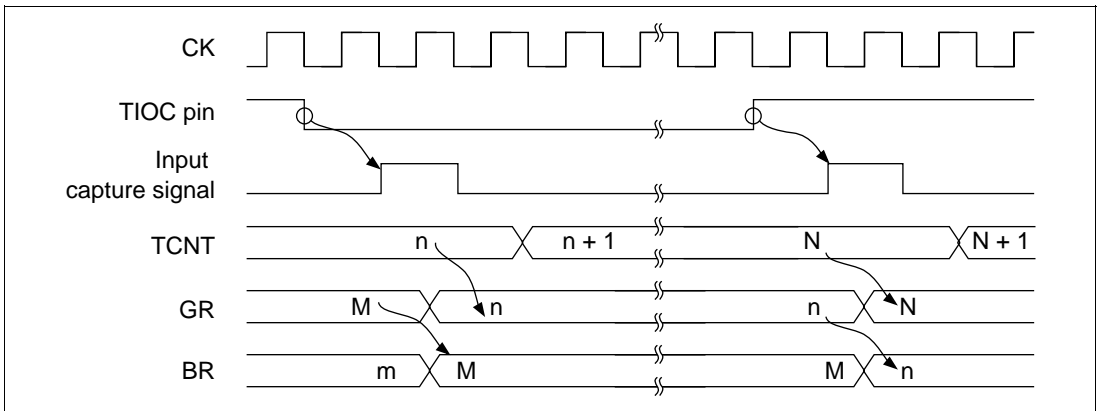 CK
TIOC pin
Input
capture signal
TCNT n n + 1 N N + 1
GR M n n N
BR m M M n